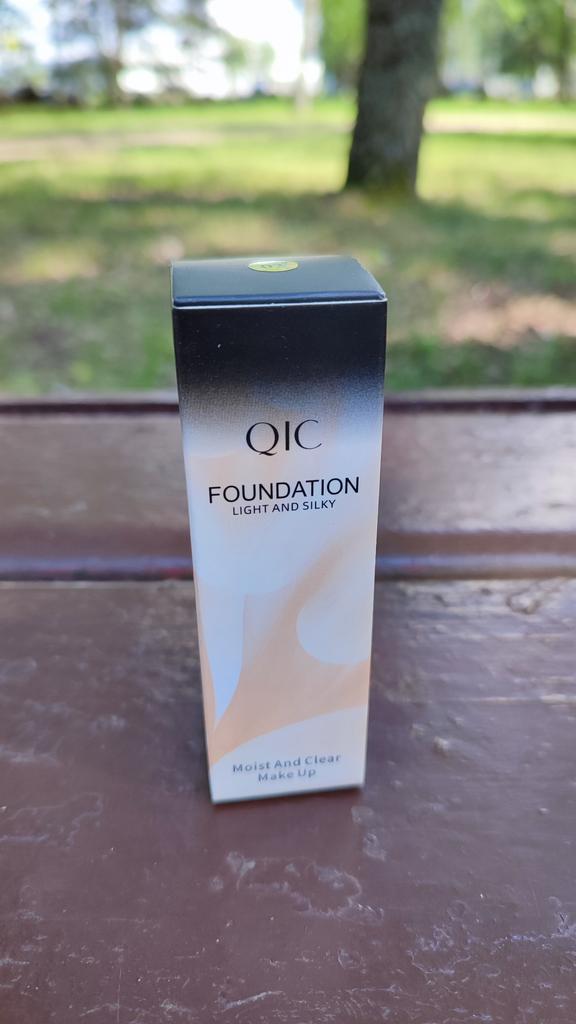 QIC
FOUNDATION
LIGHT AND SILKY
Moist And Clear
Make Up